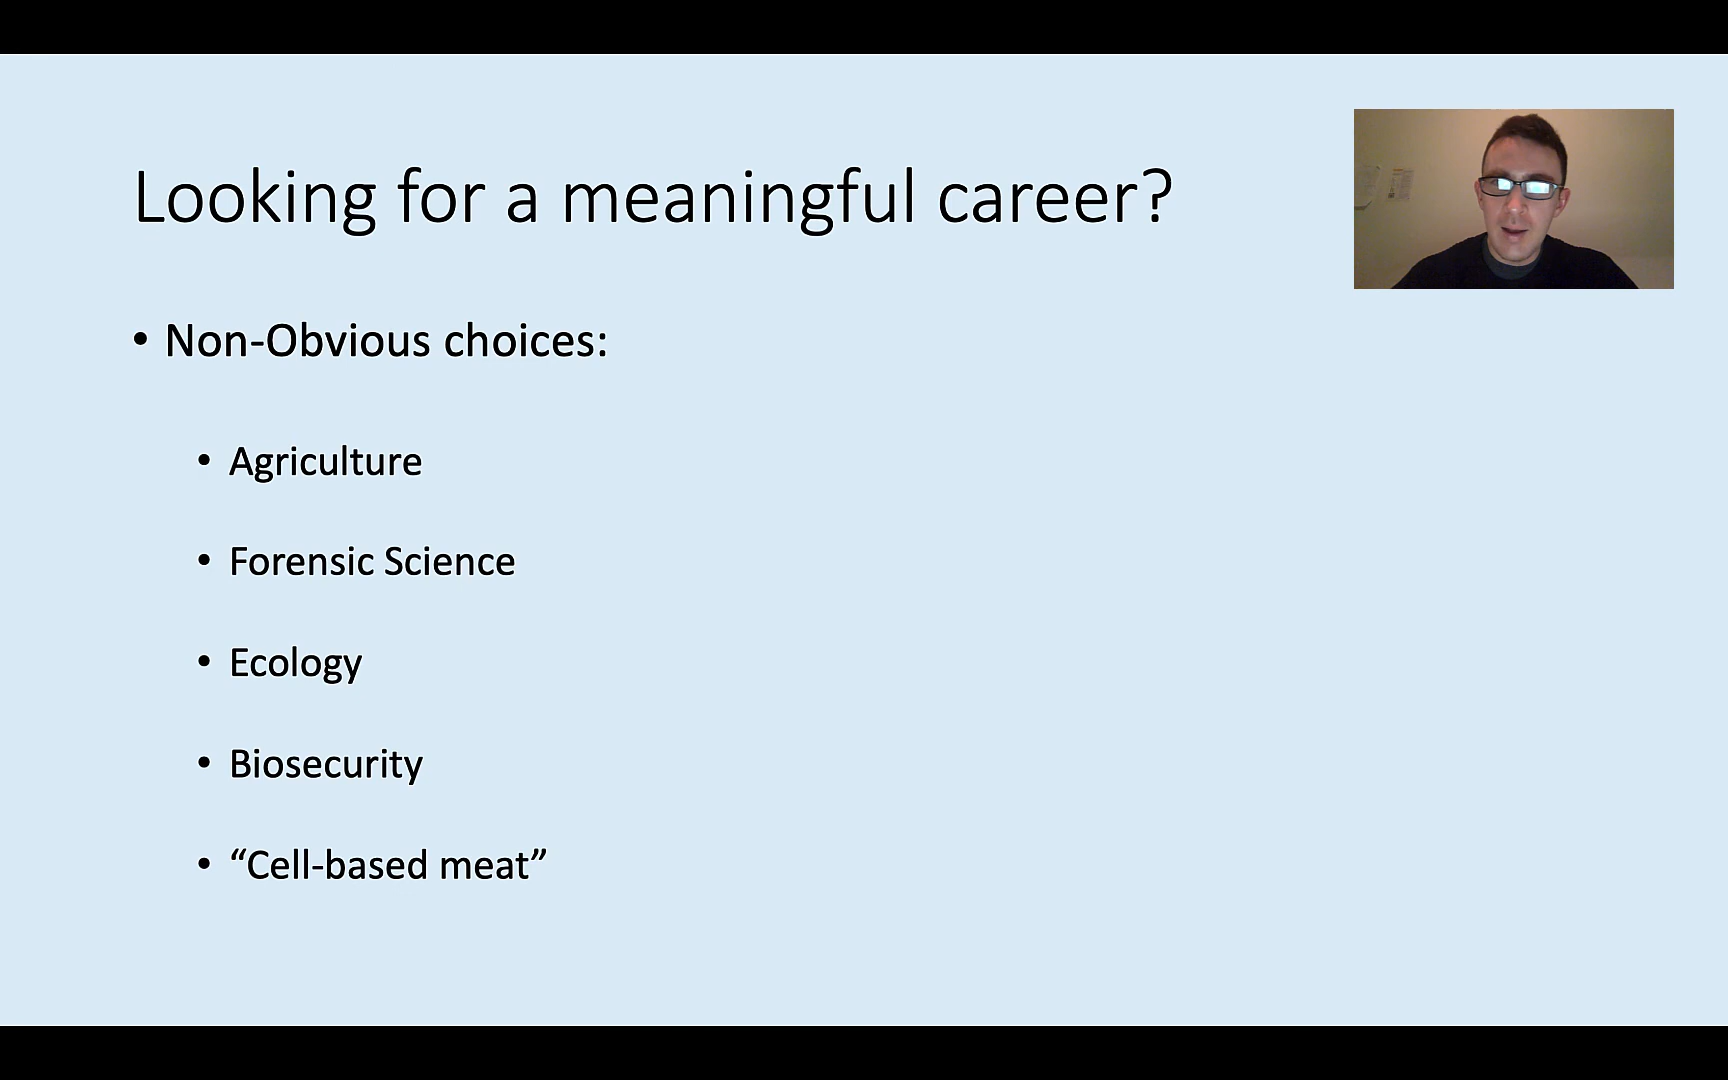 Looking for a meaningful career?
• Non-Obvious choices:
• Agriculture
• Forensic Science
• Ecology
• Biosecurity
• “Cell-based meat”